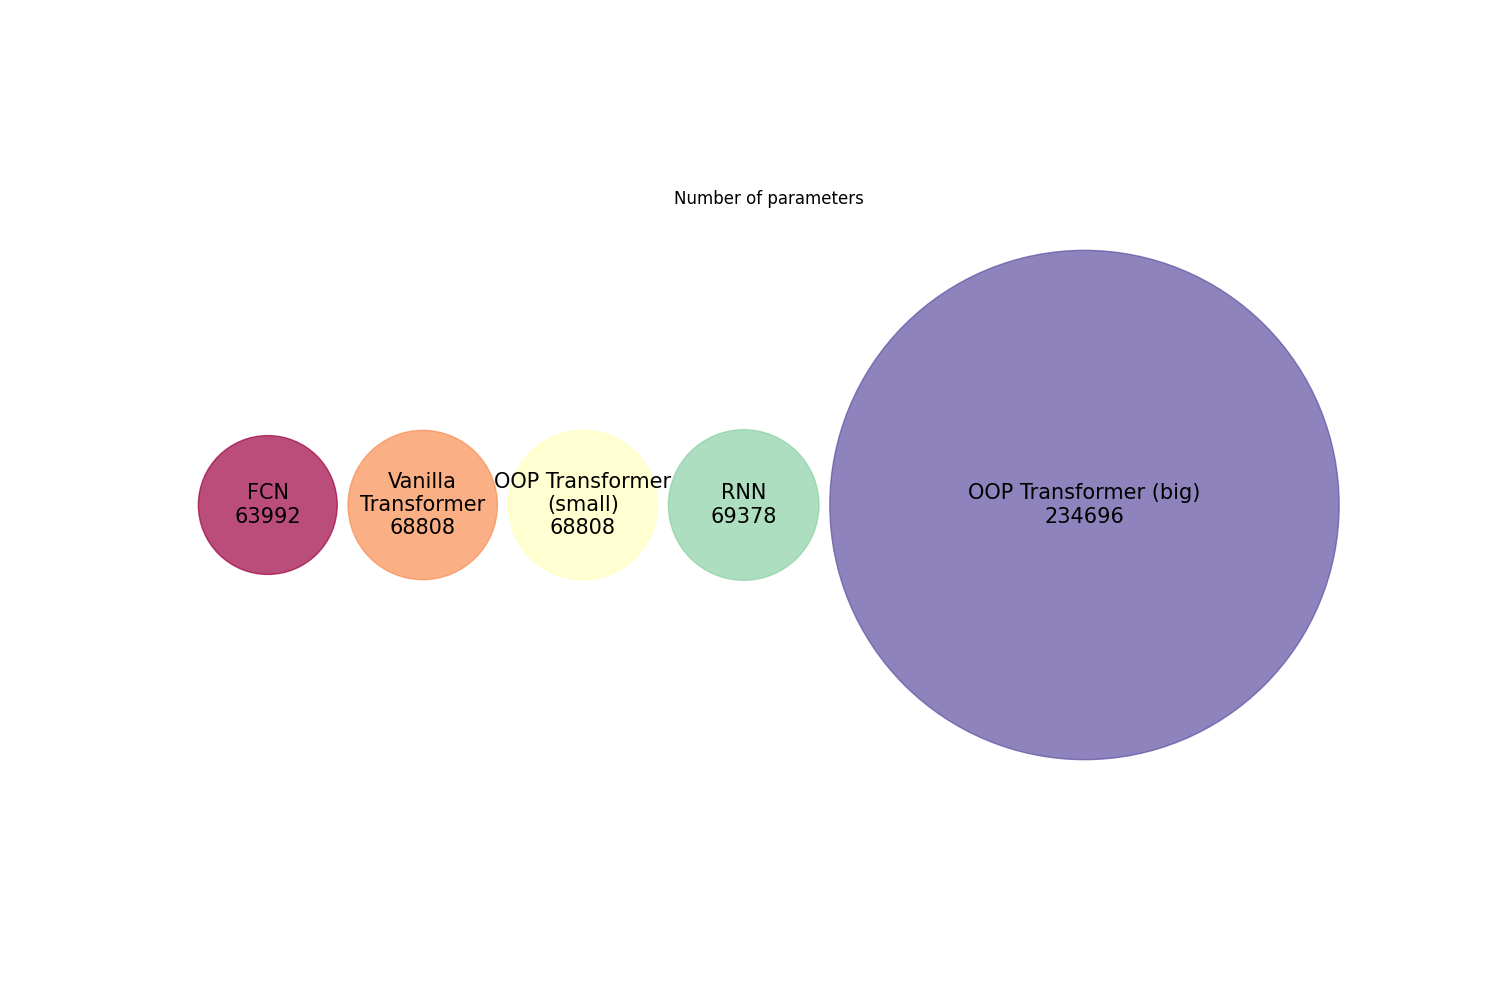 Number of parameters
FCN
63992
Vanilla
Transformer
68808
OOP Transformer
(small)
68808
RNN
69378
OOP Transformer (big)
234696